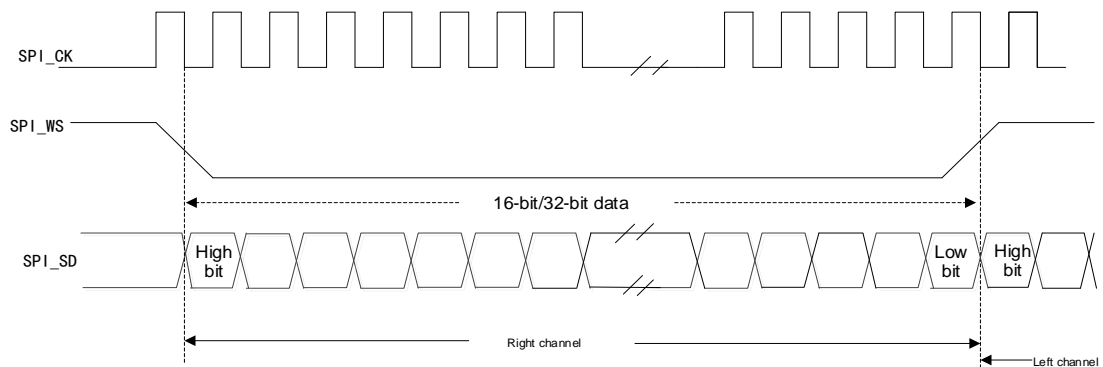 SPI_CK
SPI_WS
16-bit/32-bit data
SPI_SD
High
bit
Low
bit
High
bit
Right channel
Left channel